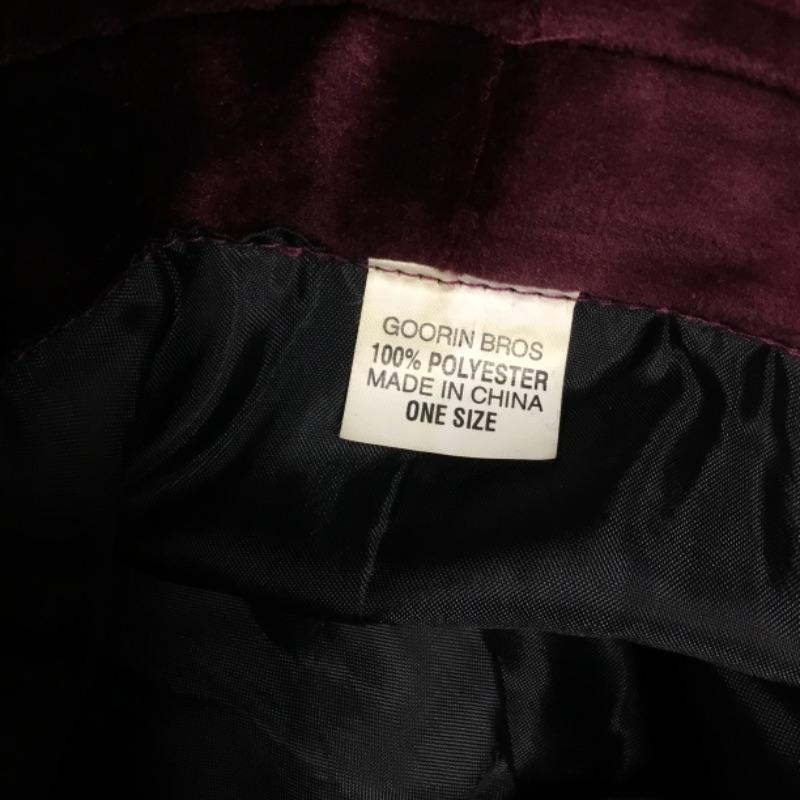 GOORIN BROS
100% POLYESTER
MADE IN CHINA
ONE SIZE